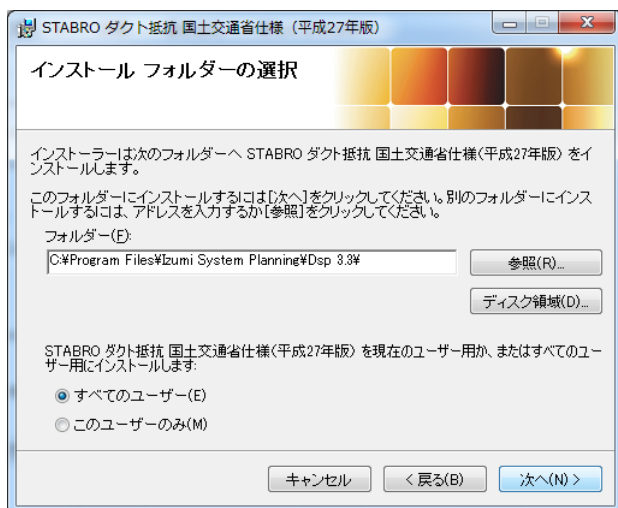 STABRO ダクト抵抗 国土交通省仕様（平成27年版）
インストール フォルダーの選択
インストーラーは次のフォルダーへ STABRO ダクト抵抗 国土交通省仕様(平成27年版) をイ
ンストールします。
このフォルダーにインストールするには[次へ]をクリックしてください。別のフォルダーにインス
トールするには、アドレスを入力するか[参照]をクリックしてください。
フォルダー(F):
C:¥Program Files¥Izumi System Planning¥Dsp 3.3¥
参照(R)...
ディスク領域(D)...
STABRO ダクト抵抗 国土交通省仕様(平成27年版) を現在のユーザー用か、またはすべてのユー
ザー用にインストールします:
すべてのユーザー(E)
このユーザーのみ(M)
キャンセル
< 戻る(B)
次へ(N) >